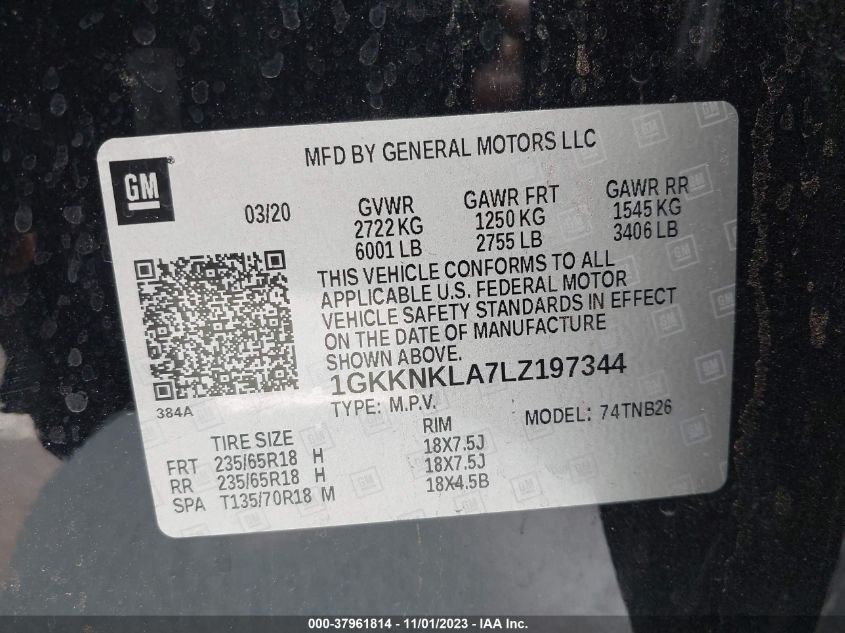 GM
MFD BY GENERAL MOTORS LLC
03/20
GVWR GAWR FRT GAWR RR
2722 KG 1250 KG 1545 KG
6001 LB 2755 LB 3406 LB
THIS VEHICLE CONFORMS TO ALL
APPLICABLE U.S. FEDERAL MOTOR
VEHICLE SAFETY STANDARDS IN EFFECT
ON THE DATE OF MANUFACTURE
SHOWN ABOVE.
1GKKNKLA7LZ197344
384A
TYPE: M.P.V. MODEL: 74TNB26
TIRE SIZE RIM
FRT 235/65R18 H 18X7.5J
RR 235/65R18 H 18X7.5J
SPA T135/70R18 M 18X4.5B
000-37961814 - 11/01/2023 - IAA Inc.